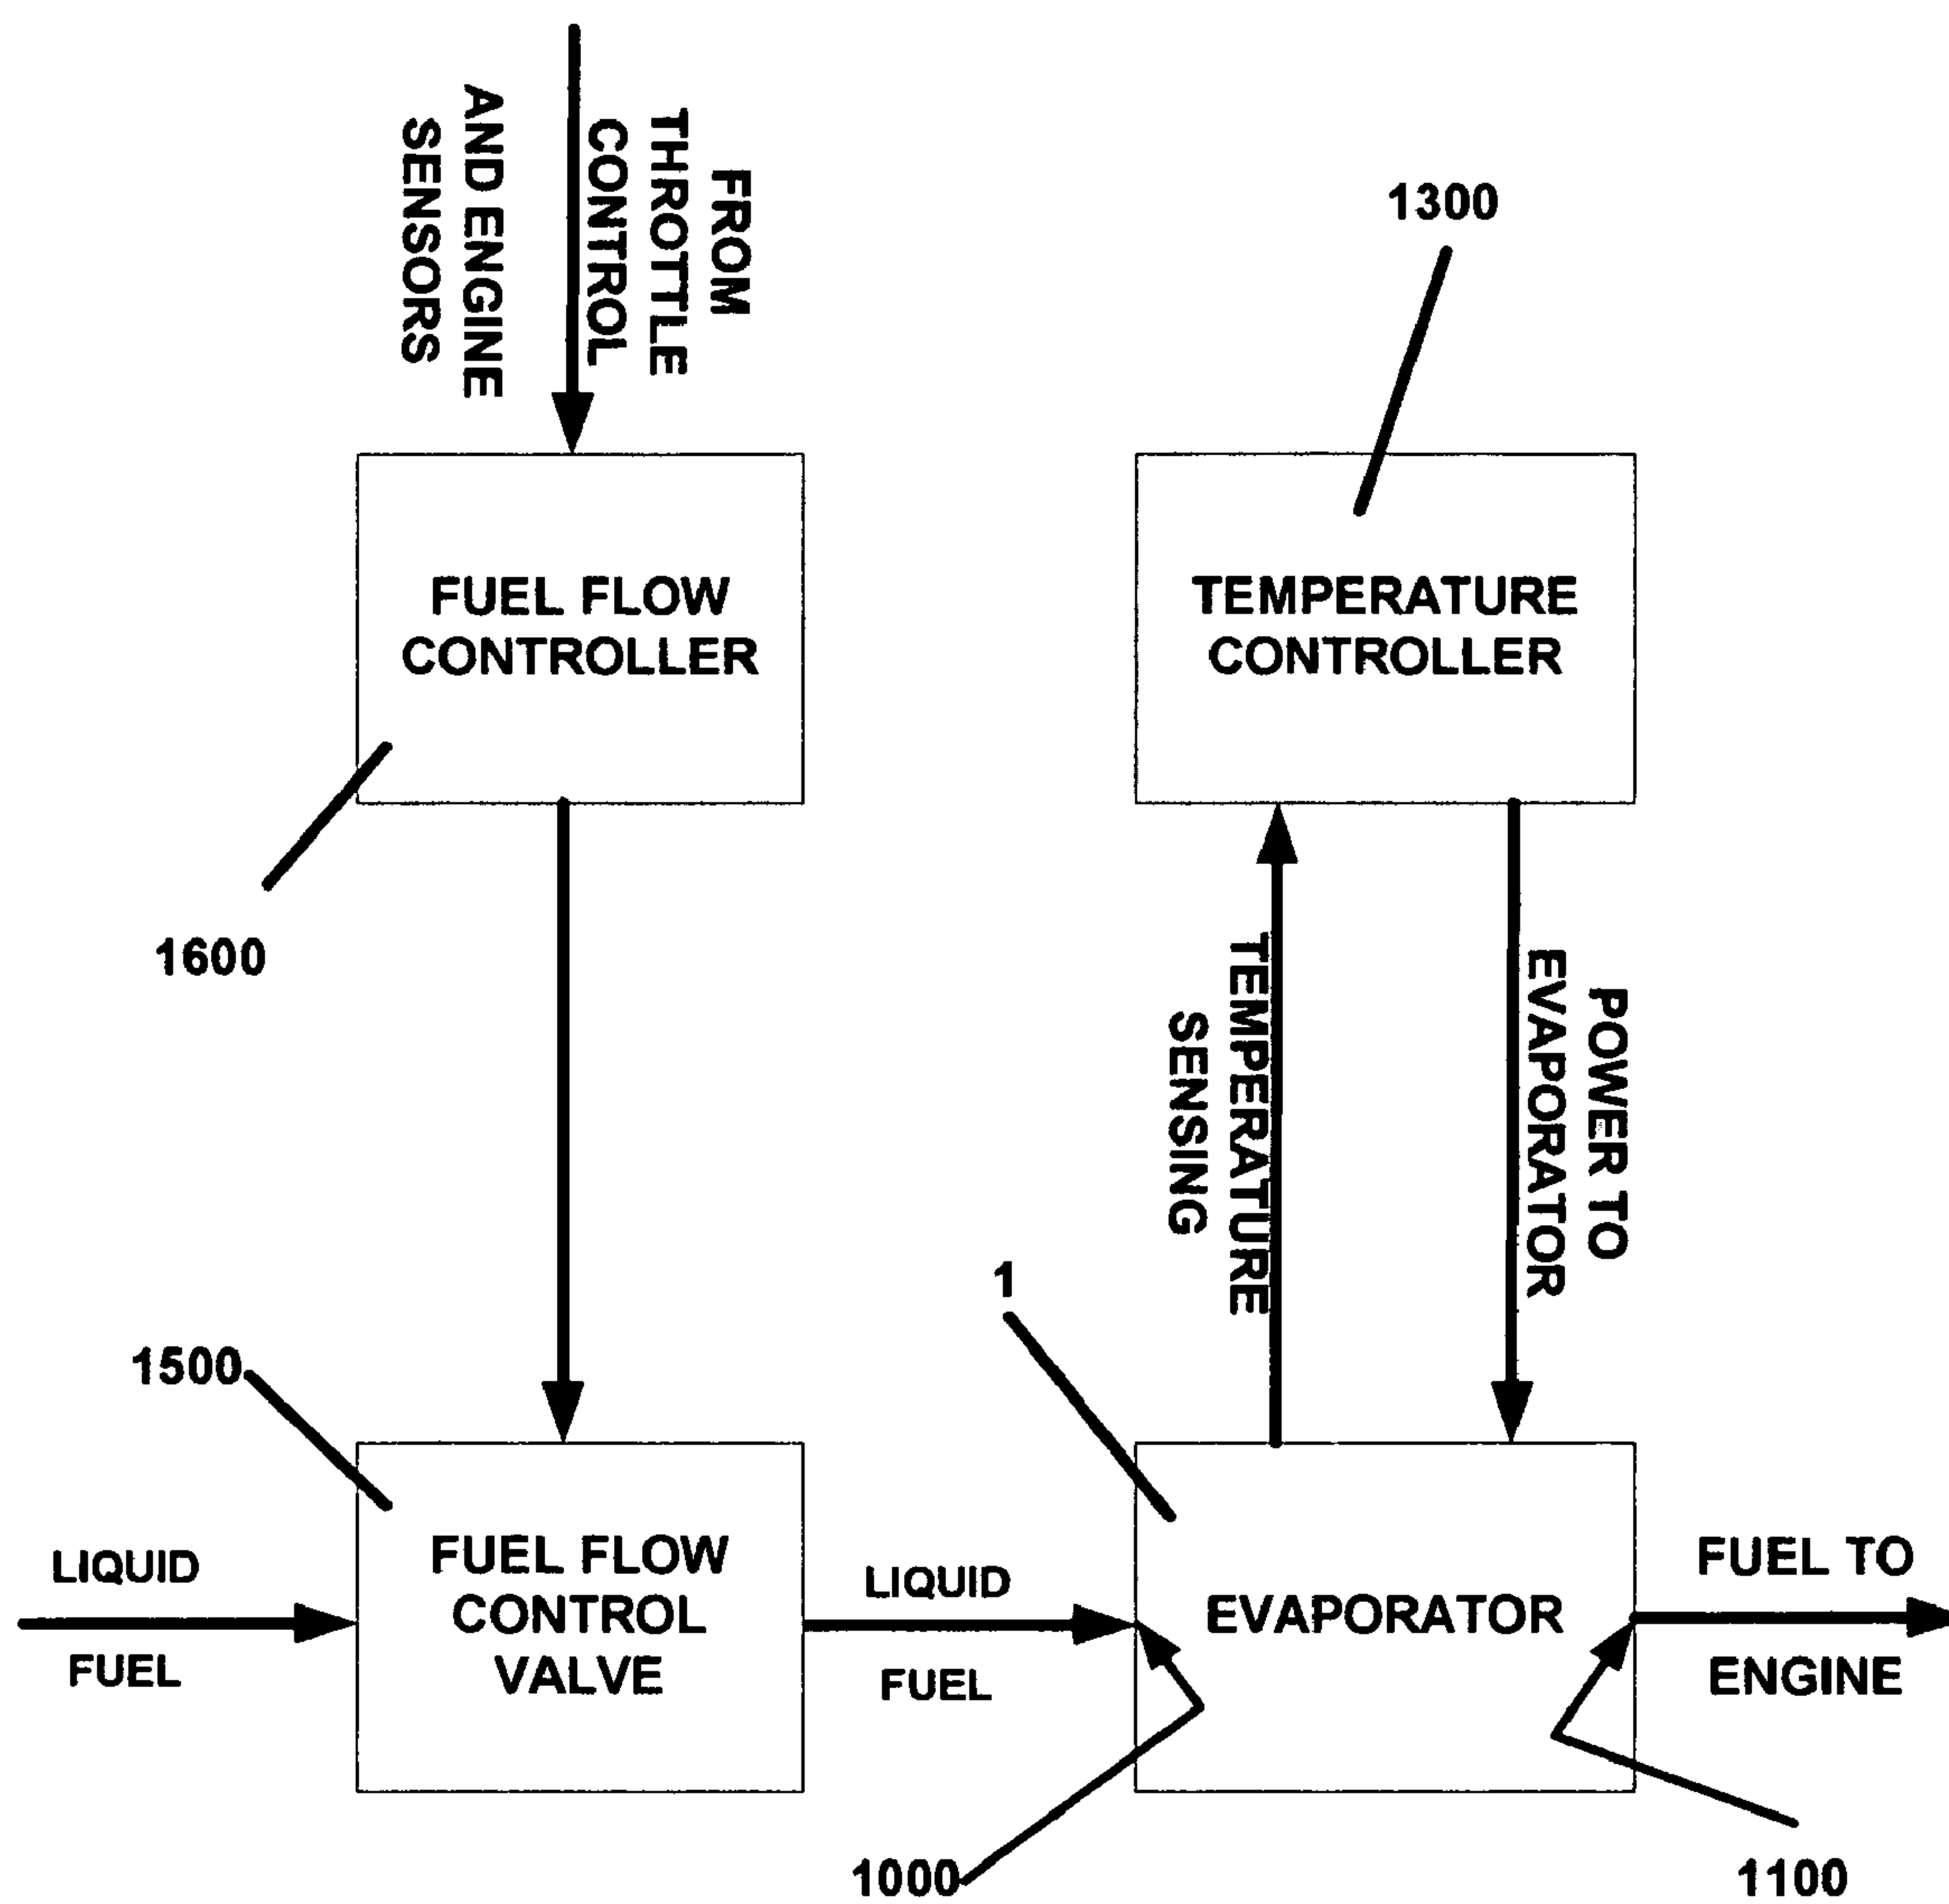 FROM
THROTTLE
CONTROL
AND ENGINE
SENSORS
1300
FUEL FLOW
CONTROLLER
TEMPERATURE
CONTROLLER
1600
TEMPERATURE
SENSING
POWER TO
EVAPORATOR
1
1500
LIQUID
FUEL
FUEL FLOW
CONTROL
VALVE
LIQUID
FUEL
EVAPORATOR
FUEL TO
ENGINE
1000
1100